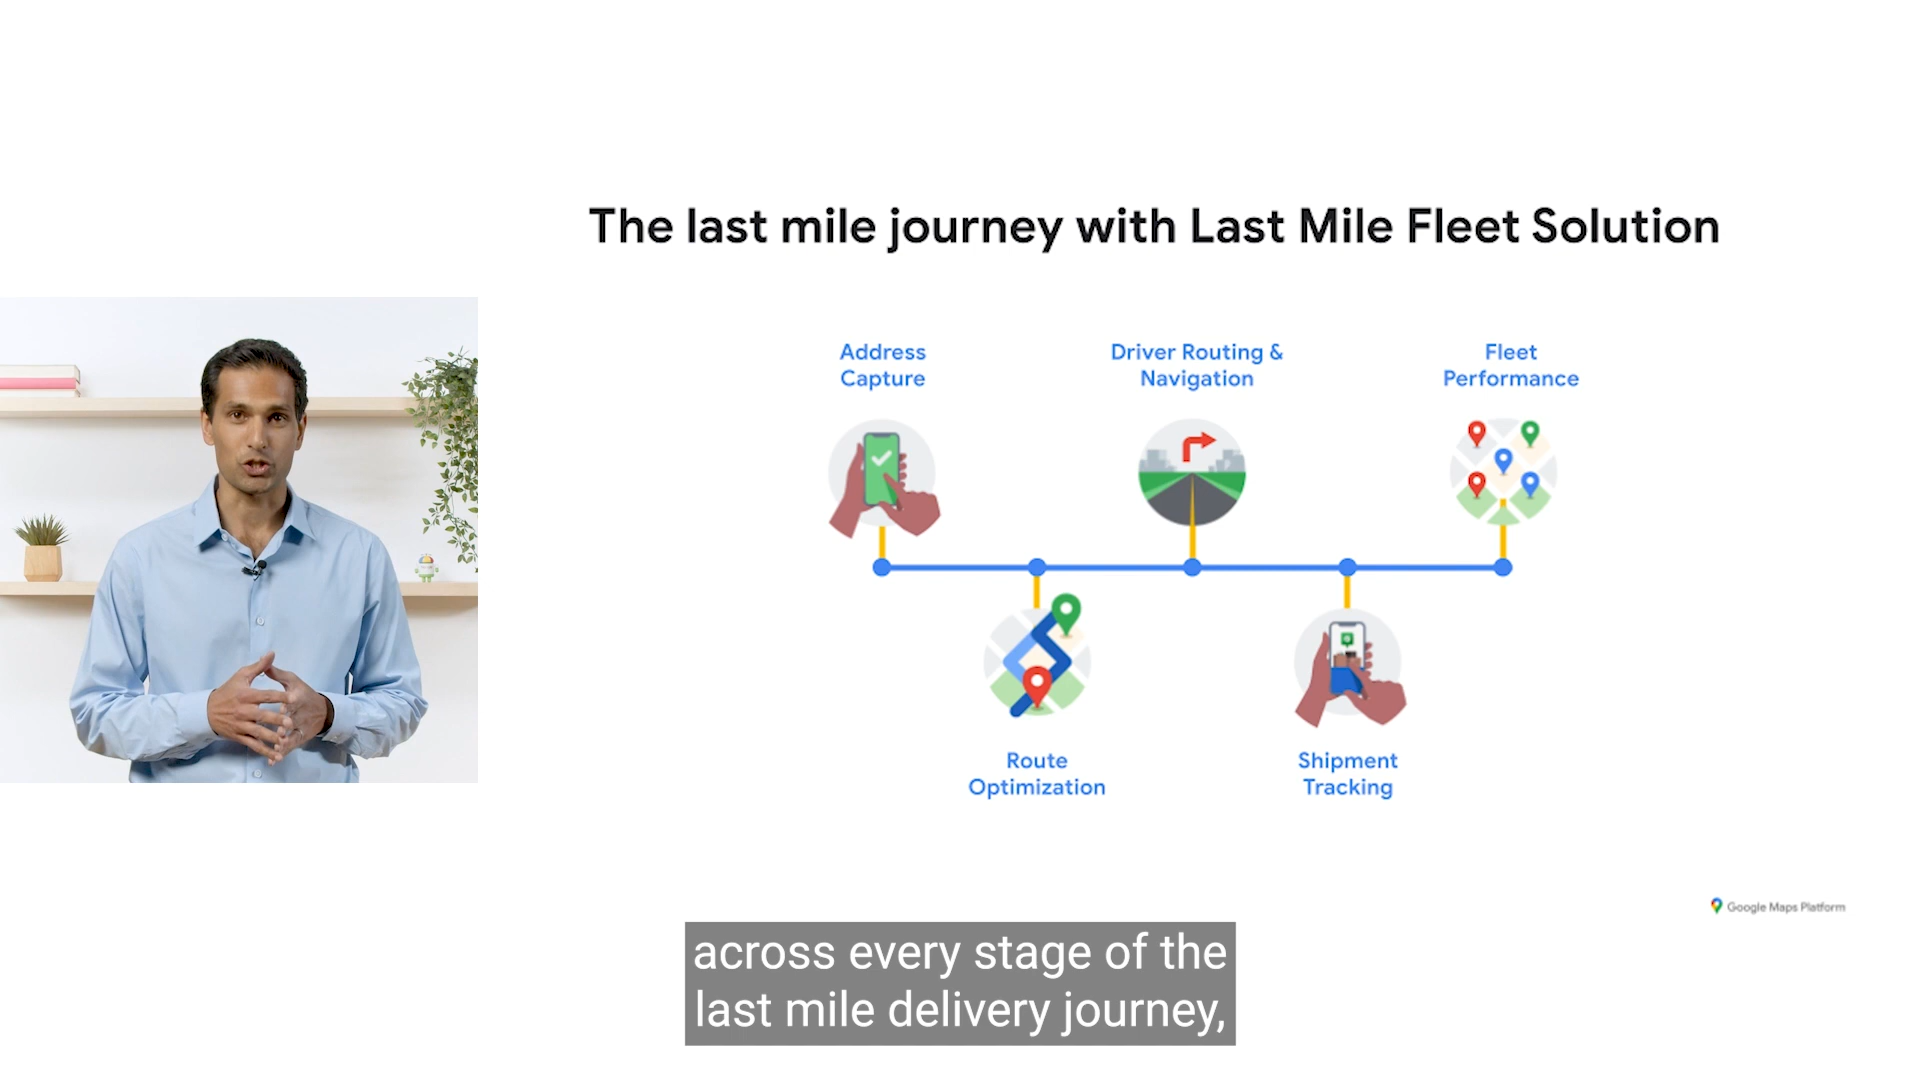 The last mile journey with Last Mile Fleet Solution
Address
Capture
Driver Routing &
Navigation
Fleet
Performance
Route
Optimization
Shipment
Tracking
Google Maps Platform
across every stage of the
last mile delivery journey,